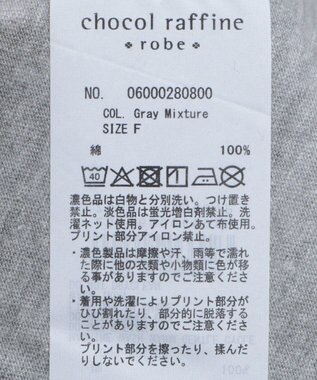 chocol raffine
robe
NO. 06000280800
COL. Gray Mixture
SIZE F
綿 100%
40
濃色品は白物と分別洗い。つけ置き
禁止。淡色品は蛍光増白剤禁止。洗
濯ネット使用。アイロンあて布使用。
プリント部分アイロン禁止。
・濃色製品は摩擦や汗、雨等で濡れ
た際に他の衣類や小物類に色が移
る事がありますのでご注意くださ
い。
・着用や洗濯によりプリント部分が
ひび割れたり、部分的に脱落する
ことがありますのでご注意くださ
い。
プリント部分を擦ったり、揉んだ
りしないでください。